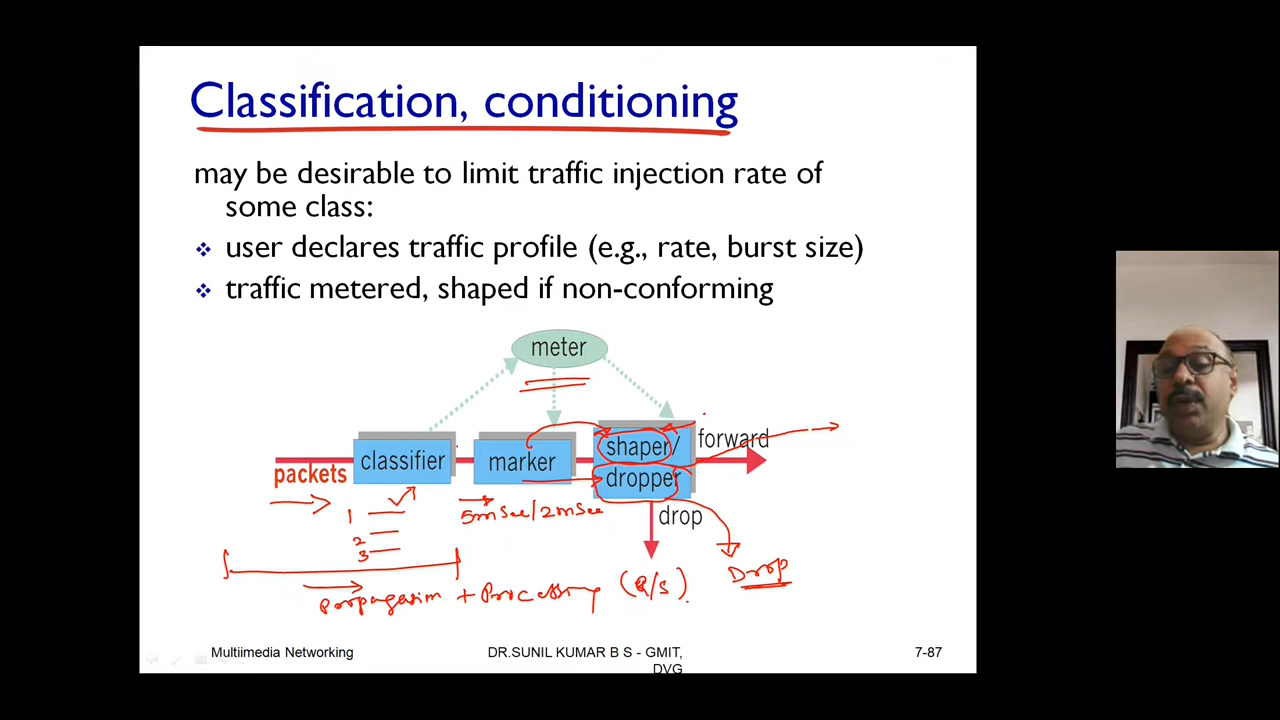 Classification, conditioning
may be desirable to limit traffic injection rate of
some class:
❖ user declares traffic profile (e.g., rate, burst size)
❖ traffic metered, shaped if non-conforming
meter
packets
classifier
marker
shaper/
dropper
forward
drop
1
2
3
5mSec/2mSec
Drop
Propagation + Processing (R/S).
Multiimedia Networking
DR.SUNIL KUMAR B S - GMIT,
DVG
7-87